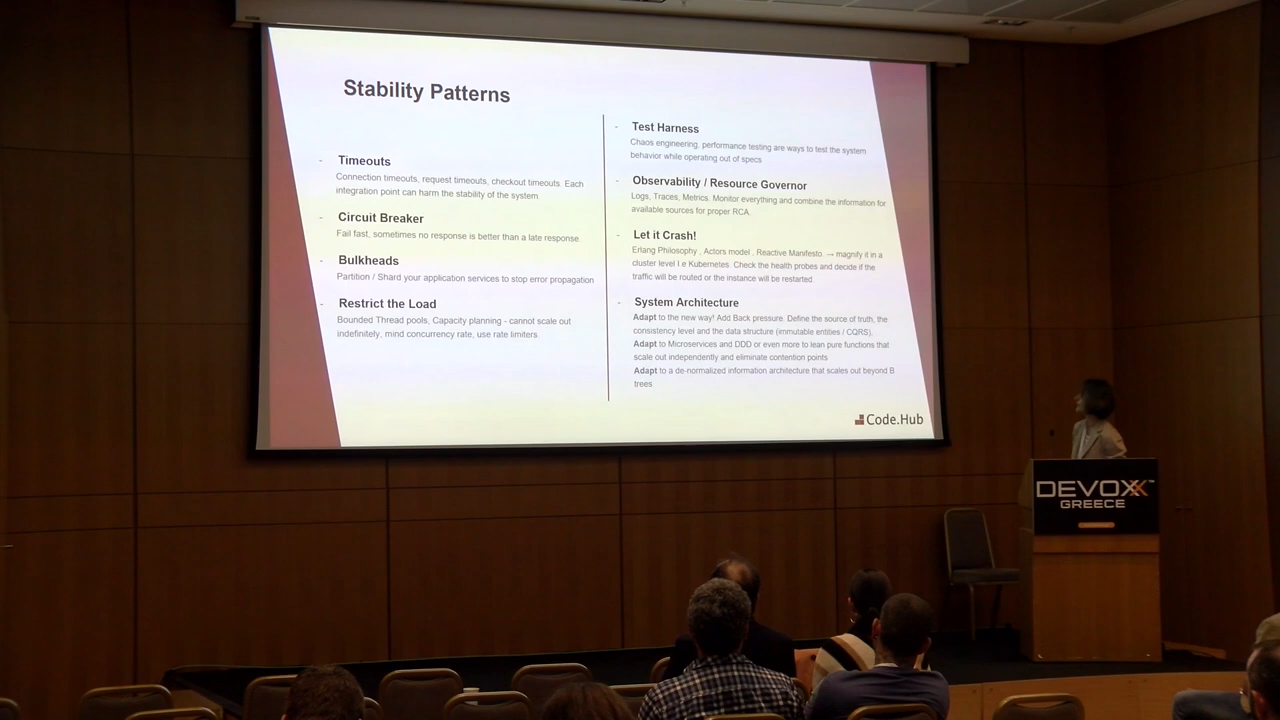 Stability Patterns
- Timeouts
Connection timeouts, request timeouts, checkout timeouts. Each
integration point can harm the stability of the system
- Circuit Breaker
Fail fast, sometimes no response is better than a late response.
- Bulkheads
Partition / Shard your application services to stop error propagation
- Restrict the Load
Bounded Thread pools, Capacity planning - cannot scale out
indefinitely, mind concurrency rate, use rate limiters
- Test Harness
Chaos engineering, performance testing are ways to test the system
behavior while operating out of specs
- Observability / Resource Governor
Logs, Traces, Metrics. Monitor everything and combine the information for
available sources for proper RCA.
- Let it Crash!
Erlang Philosophy , Actors model , Reactive Manifesto → magnify it in a
cluster level I.e Kubernetes. Check the health probes and decide if the
traffic will be routed or the instance will be restarted
- System Architecture
Adapt to the new way! Add Back pressure. Define the source of truth, the
consistency level and the data structure (immutable entities / CQRS),
Adapt to Microservices and DDD or even more to lean pure functions that
scale out independently and eliminate contention points
Adapt to a de-normalized information architecture that scales out beyond B
trees
Code.Hub
DEVOXX™
GREECE